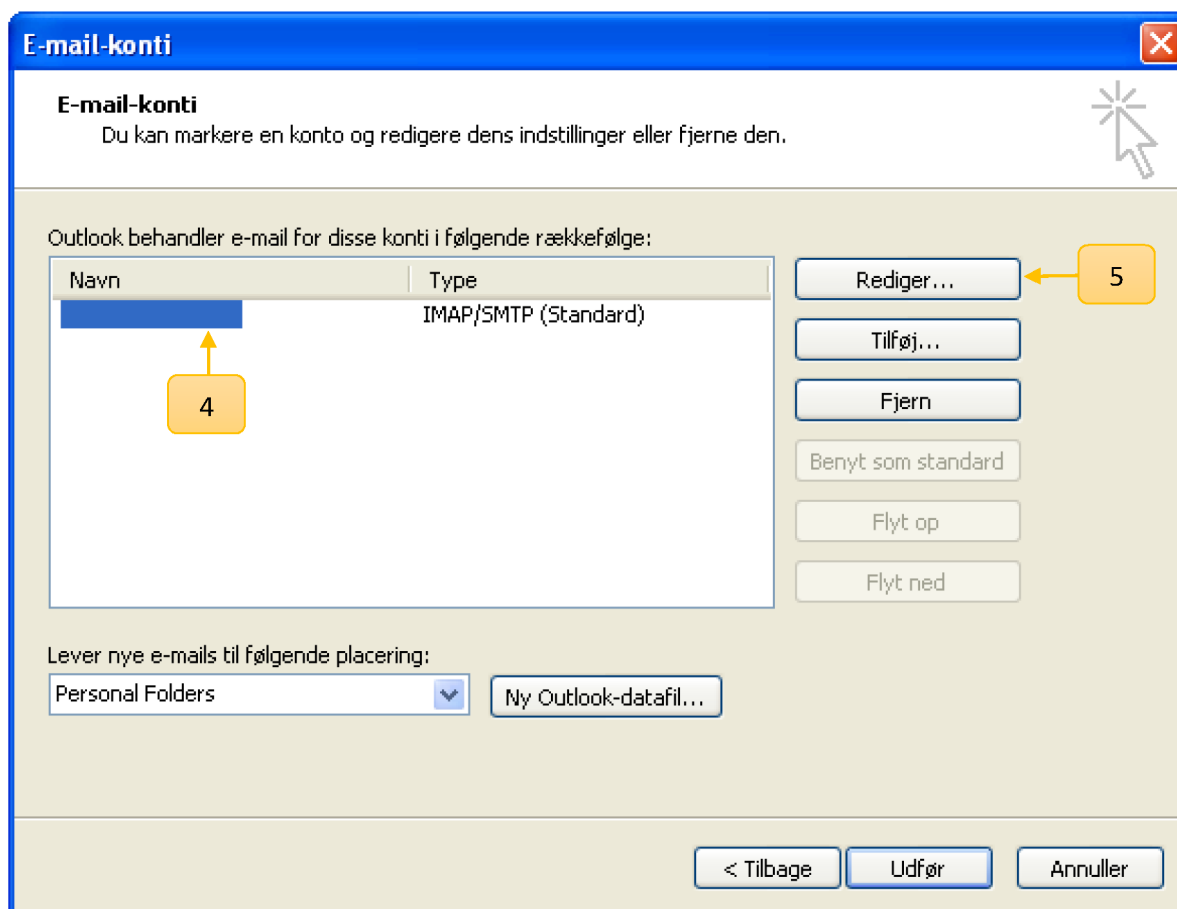 E-mail-konti
E-mail-konti
Du kan markere en konto og redigere dens indstillinger eller fjerne den.
Outlook behandler e-mail for disse konti i følgende rækkefølge:
Navn Type
IMAP/SMTP (Standard)
4
Rediger...
5
Tilføj...
Fjern
Benyt som standard
Flyt op
Flyt ned
Lever nye e-mails til følgende placering:
Personal Folders
Ny Outlook-datafil...
< Tilbage Udfør Annuller